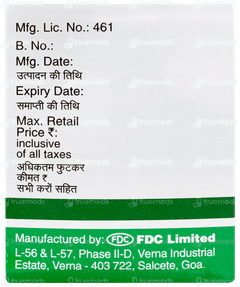 Mfg. Lic. No.: 461
B. No.:
Mfg. Date:
उत्पादन की तिथि
Expiry Date:
समाप्ति की तिथि
Max. Retail
Price ₹:
inclusive
of all taxes
अधिकतम फुटकर
कीमत ₹
सभी करों सहित
Manufactured by: FDC FDC Limited
L-56 & L-57, Phase II-D, Verna Industrial
Estate, Verna - 403 722, Salcete, Goa.